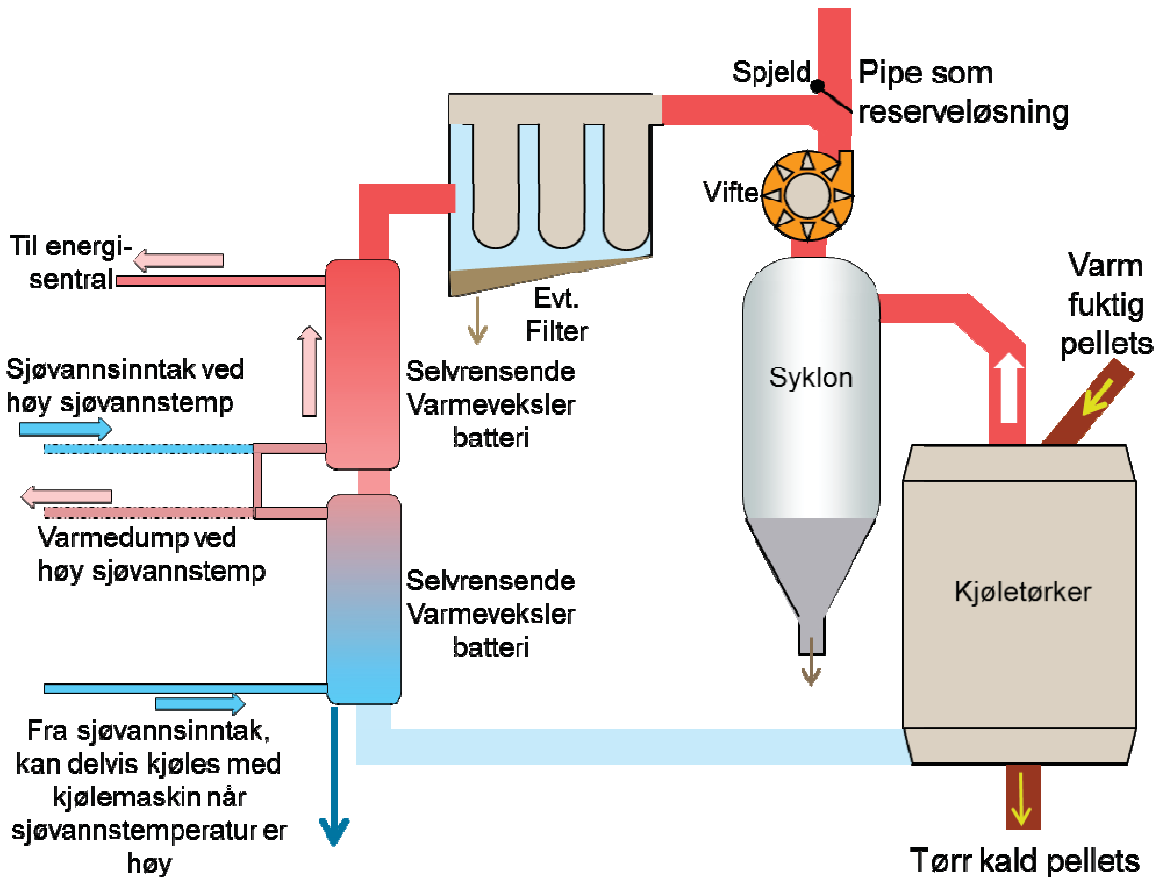 Spjeld
Pipe som
reserveløsning
Vifte
Til energi-
sentral
Evt.
Filter
Varm
fuktig
pellets
Sjøvannsinntak ved
høy sjøvannstemp
Selvrensende
Varmeveksler
batteri
Syklon
Varmedump ved
høy sjøvannstemp
Selvrensende
Varmeveksler
batteri
Kjøletørker
Fra sjøvannsinntak,
kan delvis kjøles med
kjølemaskin når
sjøvannstemperatur er
høy
Tørr kald pellets